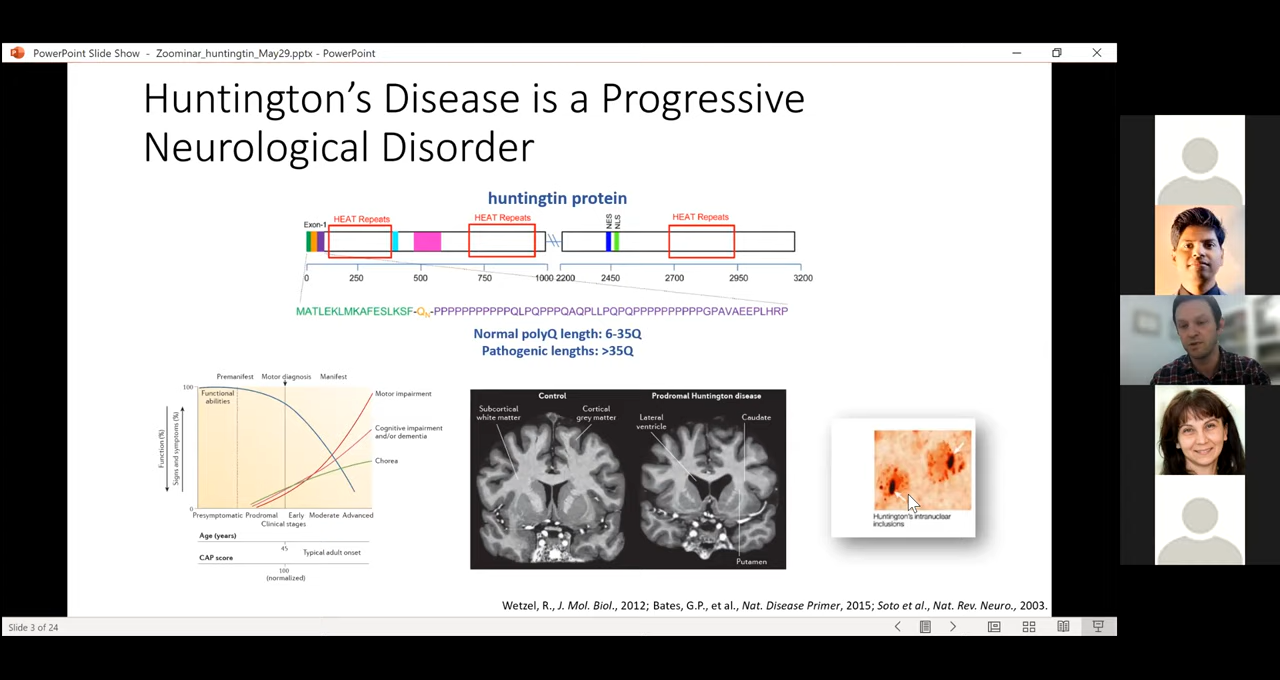 PowerPoint Slide Show - Zoominar_huntingtin_May29.pptx - PowerPoint
Huntington's Disease is a Progressive
Neurological Disorder
huntingtin protein
Exon-1
HEAT Repeats
HEAT Repeats
NES
NLS
HEAT Repeats
0 250 500 750 1000 2200 2450 2700 2950 3200
MATLEKLMKAFESLKSF-QN-PPPPPPPPPPPQLPQPPPQAQPLLPQPQPPPPPPPPPPGPAVAEEPLHRP
Normal polyQ length: 6-35Q
Pathogenic lengths: >35Q
Premanifest Motor diagnosis Manifest
100
Functional
abilities
Motor impairment
Cognitive impairment
and/or dementia
Chorea
Function (%)
Signs and symptoms (%)
0
Presymptomatic Prodromal Early Moderate Advanced
Clinical stages
Age (years)
45 Typical adult onset
CAP score
100
(normalized)
Control
Subcortical
white matter
Cortical
grey matter
Prodromal Huntington disease
Lateral
ventricle
Caudate
Putamen
Huntington's intranuclear
inclusions
Wetzel, R., J. Mol. Biol., 2012; Bates, G.P., et al., Nat. Disease Primer, 2015; Soto et al., Nat. Rev. Neuro., 2003.
Slide 3 of 24